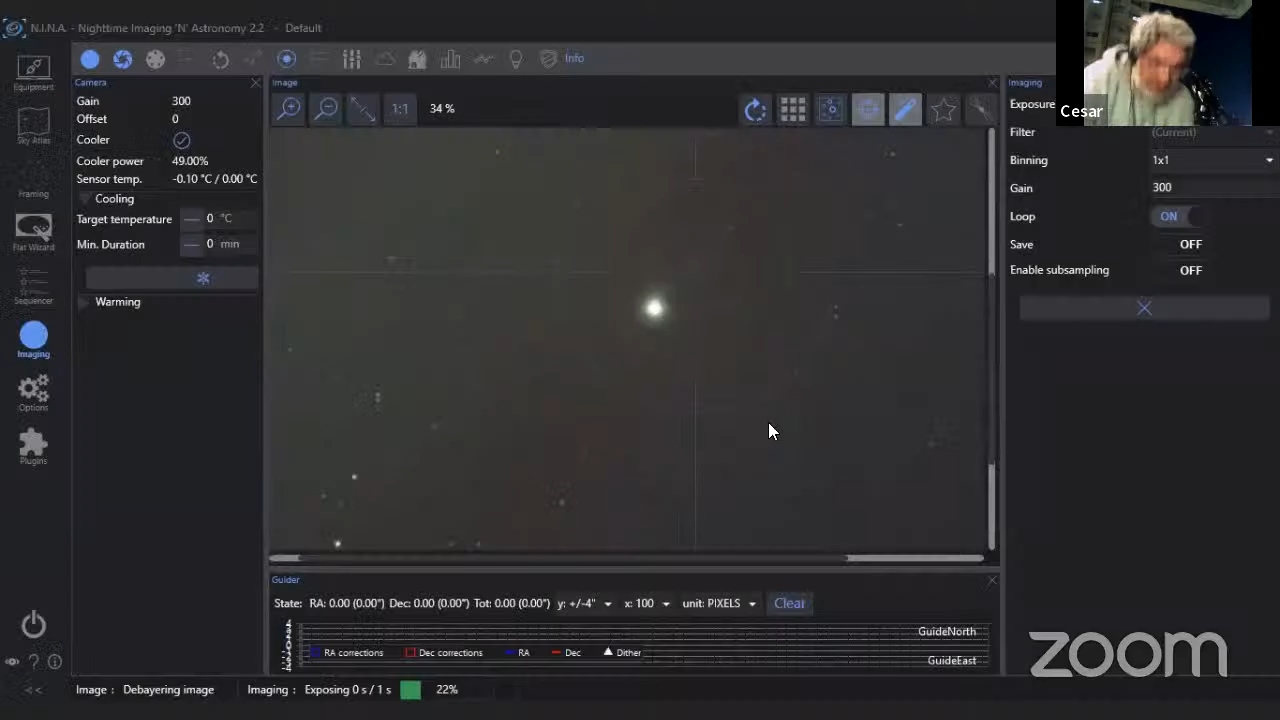 N.I.N.A. - Nighttime Imaging 'N' Astronomy 2.2 - Default
Info
Camera
Image
Imaging
Gain 300
Offset 0
Cooler
Cooler power 49.00%
Sensor temp. -0.10 °C / 0.00 °C
Cooling
Target temperature 0 °C
Min. Duration 0 min
Warming
Equipment
Sky Atlas
Framing
Flat Wizard
Sequencer
Imaging
Options
Plugins
1:1 34 %
Cesar
Exposure
Filter (Current)
Binning 1x1
Gain 300
Loop ON
Save OFF
Enable subsampling OFF
Guider
State: RA: 0.00 (0.00") Dec: 0.00 (0.00") Tot: 0.00 (0.00") y: +/-4" x: 100 unit: PIXELS Clear
GuideNorth
RA corrections Dec corrections RA Dec Dither
GuideEast
zoom
Image : Debayering image Imaging : Exposing 0 s / 1 s 22%